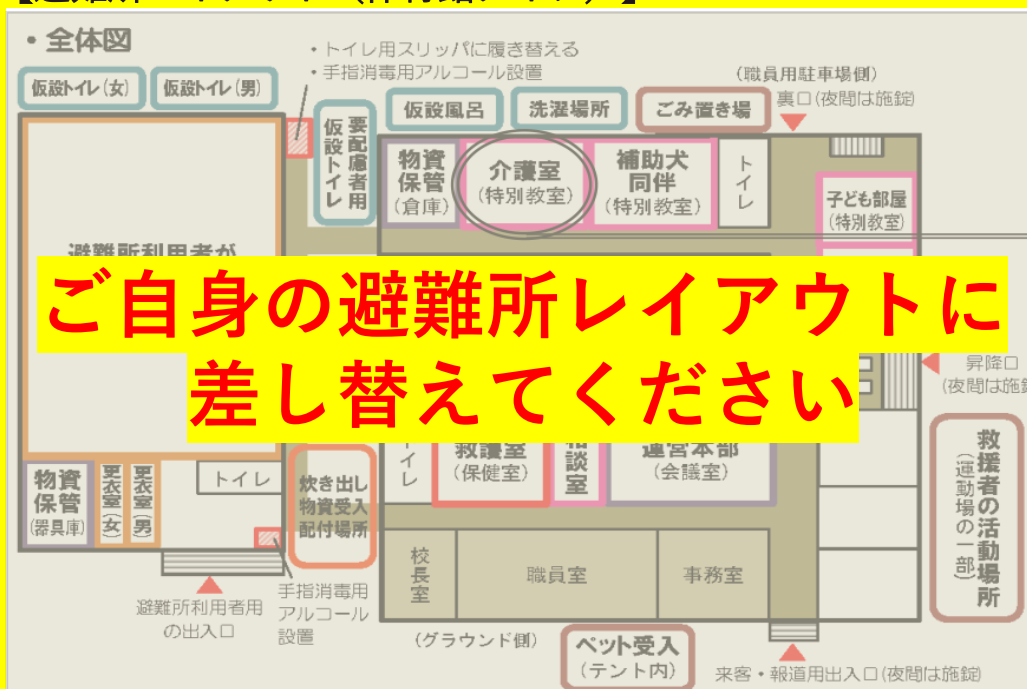 ・全体図
・トイレ用スリッパに履き替える
・手指消毒用アルコール設置
(職員用駐車場側)
裏口(夜間は施錠)
仮設トイレ(女)
仮設トイレ(男)
要配慮者用
仮設トイレ
仮設風呂
洗濯場所
ごみ置き場
物資
保管
(倉庫)
介護室
(特別教室)
補助犬
同伴
(特別教室)
トイレ
子ども部屋
(特別教室)
避難所利用者が
ご自身の避難所レイアウトに
差し替えてください
昇降口
(夜間は施錠
トイレ
救護室
(保健室)
相談室
運営本部
(会議室)
救援者の活動場所
(運動場の一部)
物資
保管
(器具庫)
更衣室(女)
更衣室(男)
トイレ
炊き出し
物資受入
配付場所
校長室
職員室
事務室
避難所利用者用
の出入口
手指消毒用
アルコール
設置
(グラウンド側)
ペット受入
(テント内)
来客・報道用出入口(夜間は施錠)